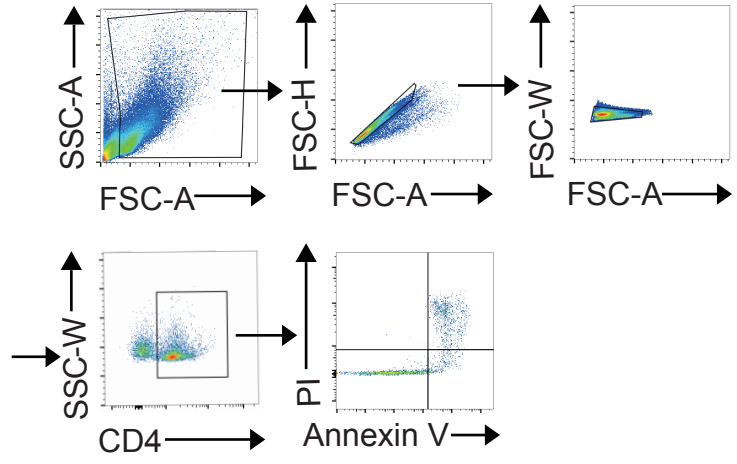 SSC-A
FSC-A
FSC-H
FSC-A
FSC-W
FSC-A
SSC-W
CD4
PI
Annexin V